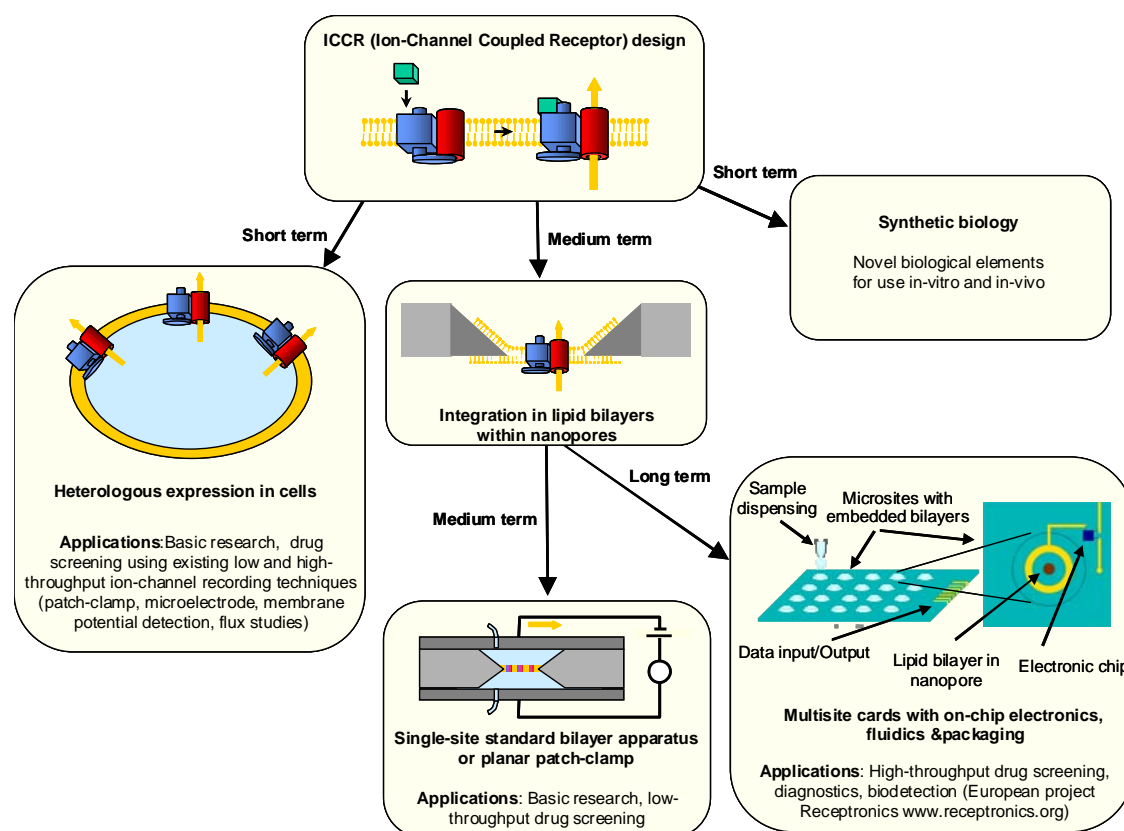 ICCR (Ion-Channel Coupled Receptor) design
Short term
Short term
Medium term
Synthetic biology
Novel biological elements
for use in-vitro and in-vivo
Integration in lipid bilayers
within nanopores
Heterologous expression in cells
Applications:Basic research, drug
screening using existing low and high-
throughput ion-channel recording techniques
(patch-clamp, microelectrode, membrane
potential detection, flux studies)
Medium term
Long term
Single-site standard bilayer apparatus
or planar patch-clamp
Applications: Basic research, low-
throughput drug screening
Sample
dispensing
Microsites with
embedded bilayers
Data input/Output
Lipid bilayer in
nanopore
Electronic chip
Multisite cards with on-chip electronics,
fluidics &packaging
Applications: High-throughput drug screening,
diagnostics, biodetection (European project
Receptronics www.receptronics.org)